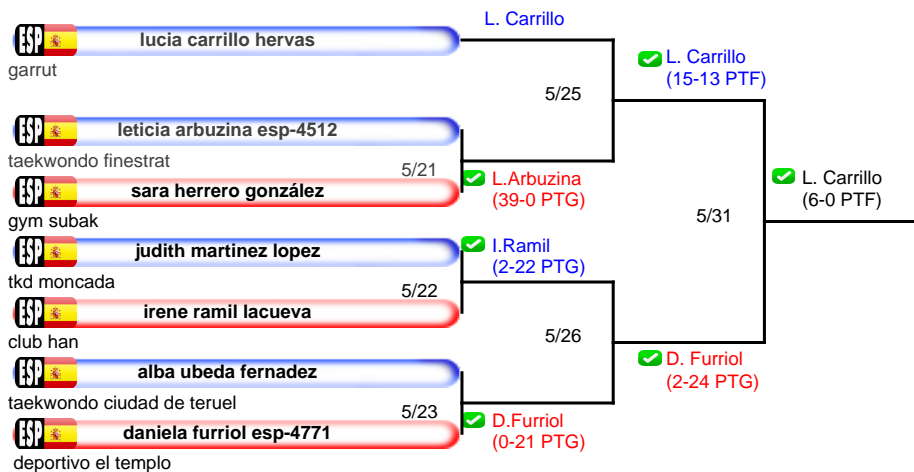 L. Carrillo
ESP lucia carrillo hervas
garrut
L. Carrillo
(15-13 PTF)
5/25
ESP leticia arbuzina esp-4512
taekwondo finestrat
5/21
L.Arbuzina
(39-0 PTG)
ESP sara herrero gonzález
gym subak
L. Carrillo
(6-0 PTF)
5/31
ESP judith martinez lopez
tkd moncada
I.Ramil
(2-22 PTG)
5/22
ESP irene ramil lacueva
club han
5/26
ESP alba ubeda fernadez
taekwondo ciudad de teruel
D. Furriol
(2-24 PTG)
5/23
ESP daniela furriol esp-4771
deportivo el templo
D.Furriol
(0-21 PTG)